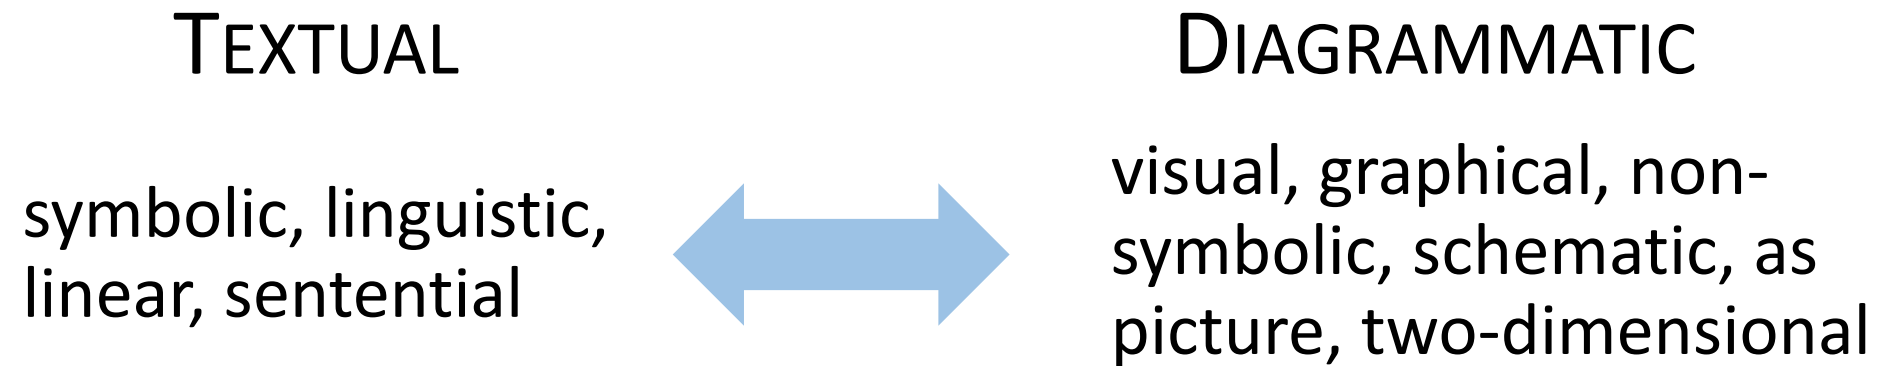 TEXTUAL
symbolic, linguistic,
linear, sentential
DIAGRAMMATIC
visual, graphical, non-
symbolic, schematic, as
picture, two-dimensional